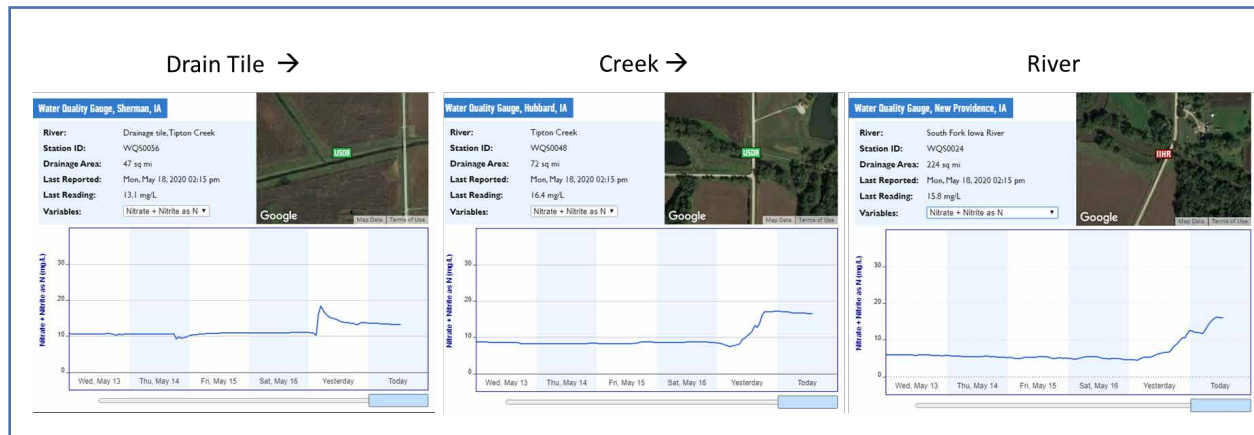 Drain Tile →
Creek →
River
Water Quality Gauge, Sherman, IA
River: Drainage tile, Tipton Creek
Station ID: WQS0056
Drainage Area: 47 sq mi
Last Reported: Mon, May 18, 2020 02:15 pm
Last Reading: 13.1 mg/L
Variables: Nitrate + Nitrite as N ▼
USDA
Google
Map Data Terms of Use
Nitrate + Nitrite as N (mg/L)
30
20
10
0
Wed, May 13 Thu, May 14 Fri, May 15 Sat, May 16 Yesterday Today
Water Quality Gauge, Hubbard, IA
River: Tipton Creek
Station ID: WQS0048
Drainage Area: 72 sq mi
Last Reported: Mon, May 18, 2020 02:15 pm
Last Reading: 16.4 mg/L
Variables: Nitrate + Nitrite as N ▼
USDA
Google
Map Data Terms of Use
Nitrate + Nitrite as N (mg/L)
30
20
10
0
Wed, May 13 Thu, May 14 Fri, May 15 Sat, May 16 Yesterday Today
Water Quality Gauge, New Providence, IA
River: South Fork Iowa River
Station ID: WQS0024
Drainage Area: 224 sq mi
Last Reported: Mon, May 18, 2020 02:15 pm
Last Reading: 15.8 mg/L
Variables: Nitrate + Nitrite as N ▼
IIHR
Google
Map Data Terms of Use
Nitrate + Nitrite as N (mg/L)
30
20
10
0
Wed, May 13 Thu, May 14 Fri, May 15 Sat, May 16 Yesterday Today